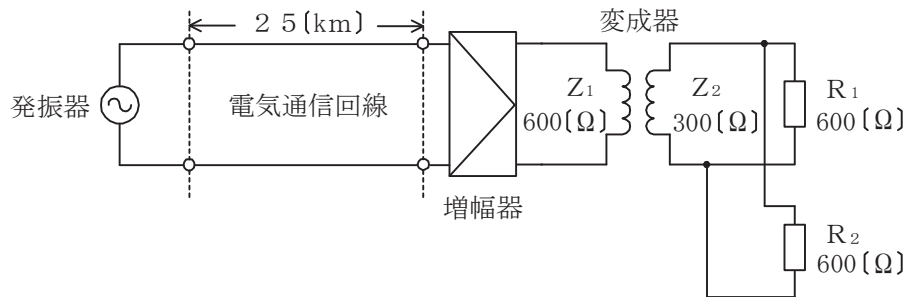 ２５〔km〕
変成器
発振器
電気通信回線
増幅器
Z₁
600〔Ω〕
Z₂
300〔Ω〕
R₁
600〔Ω〕
R₂
600〔Ω〕